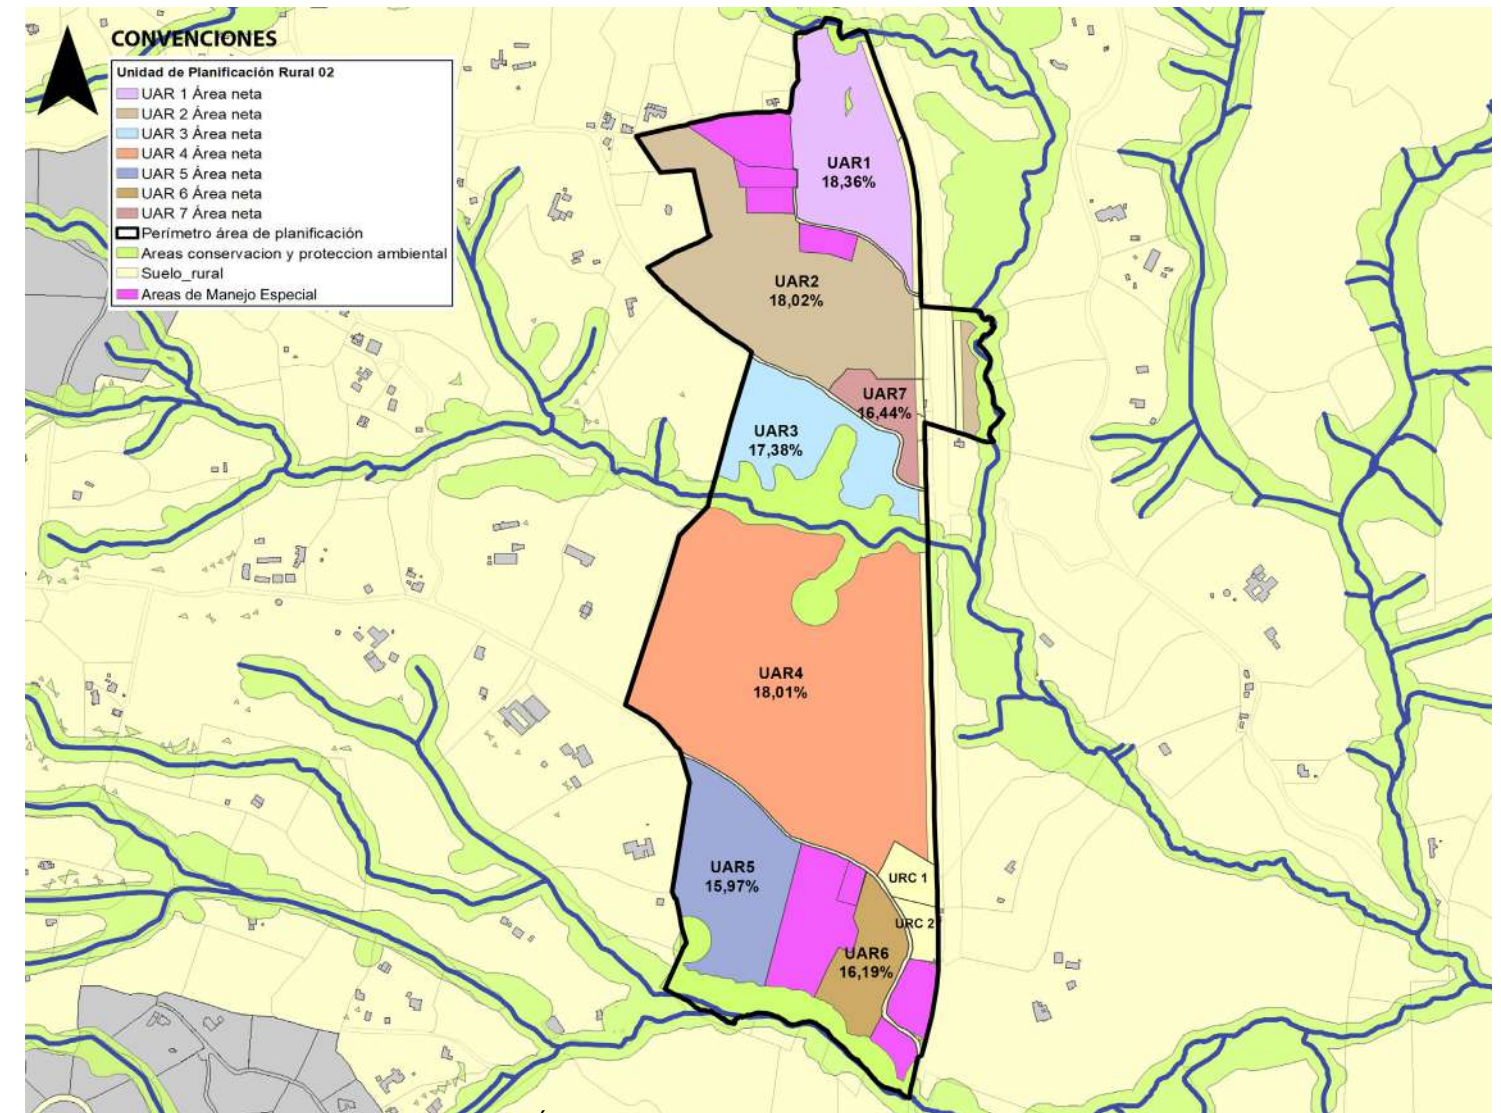 CONVENCIONES
Unidad de Planificación Rural 02
UAR 1 Área neta
UAR 2 Área neta
UAR 3 Área neta
UAR 4 Área neta
UAR 5 Área neta
UAR 6 Área neta
UAR 7 Área neta
Perímetro área de planificación
Areas conservacion y proteccion ambiental
Suelo_rural
Areas de Manejo Especial
UAR1
18,36%
UAR2
18,02%
UAR7
16,44%
UAR3
17,38%
UAR4
18,01%
UAR5
15,97%
URC 1
URC 2
UAR6
16,19%